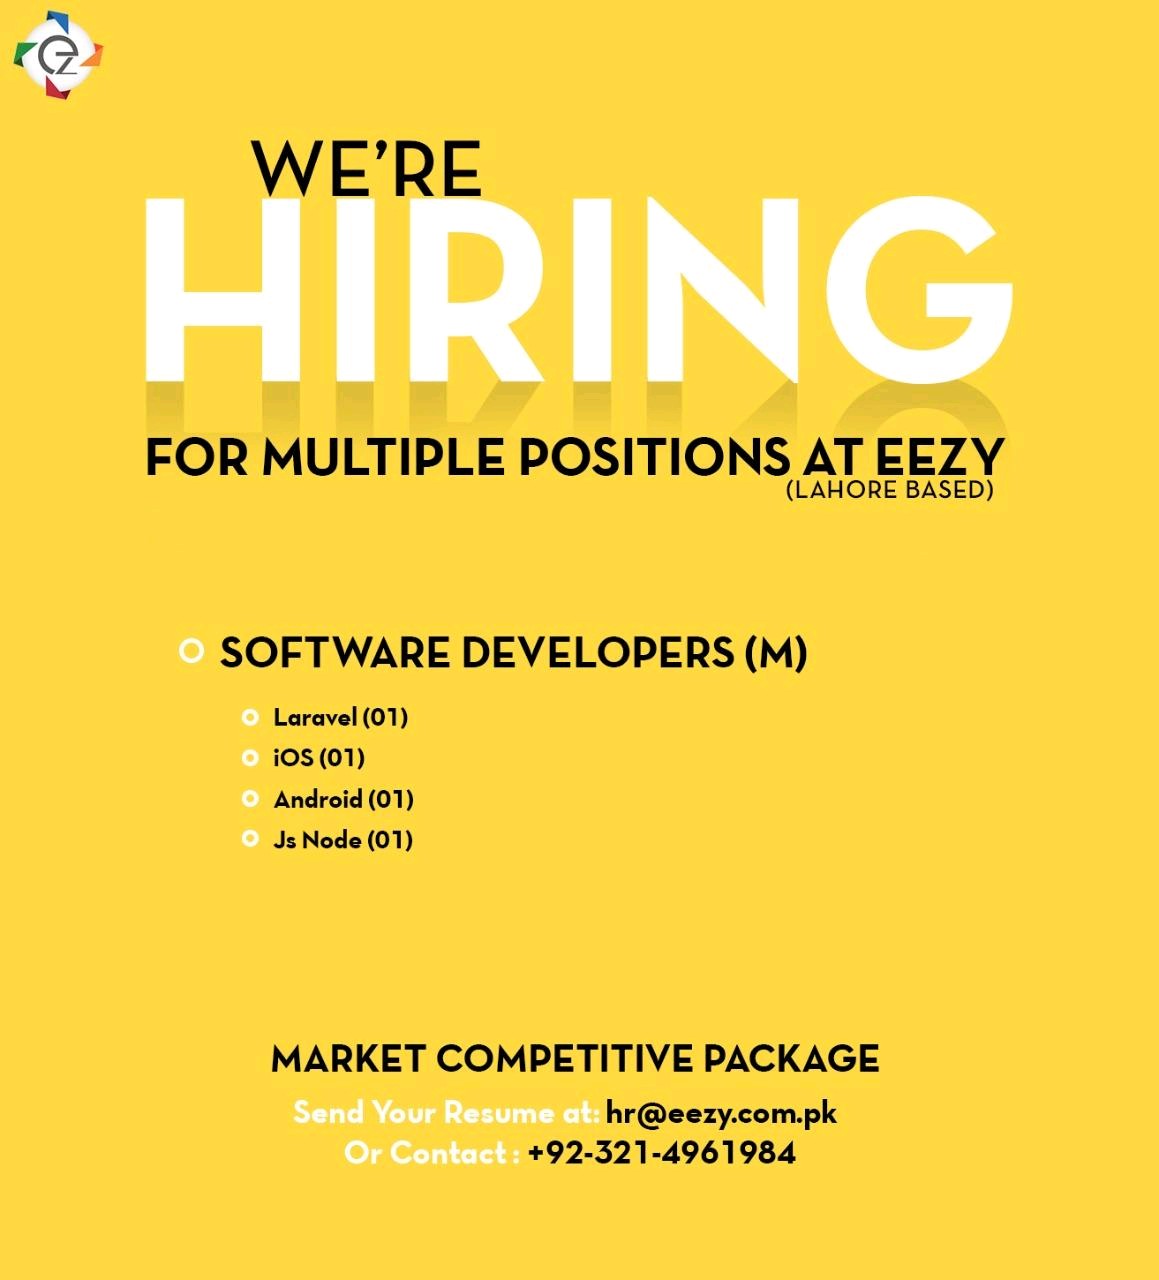 ez
WE'RE
HIRING
FOR MULTIPLE POSITIONS AT EEZY
(LAHORE BASED)
SOFTWARE DEVELOPERS (M)
Laravel (01)
iOS (01)
Android (01)
Js Node (01)
MARKET COMPETITIVE PACKAGE
Send Your Resume at: hr@eezy.com.pk
Or Contact : +92-321-4961984